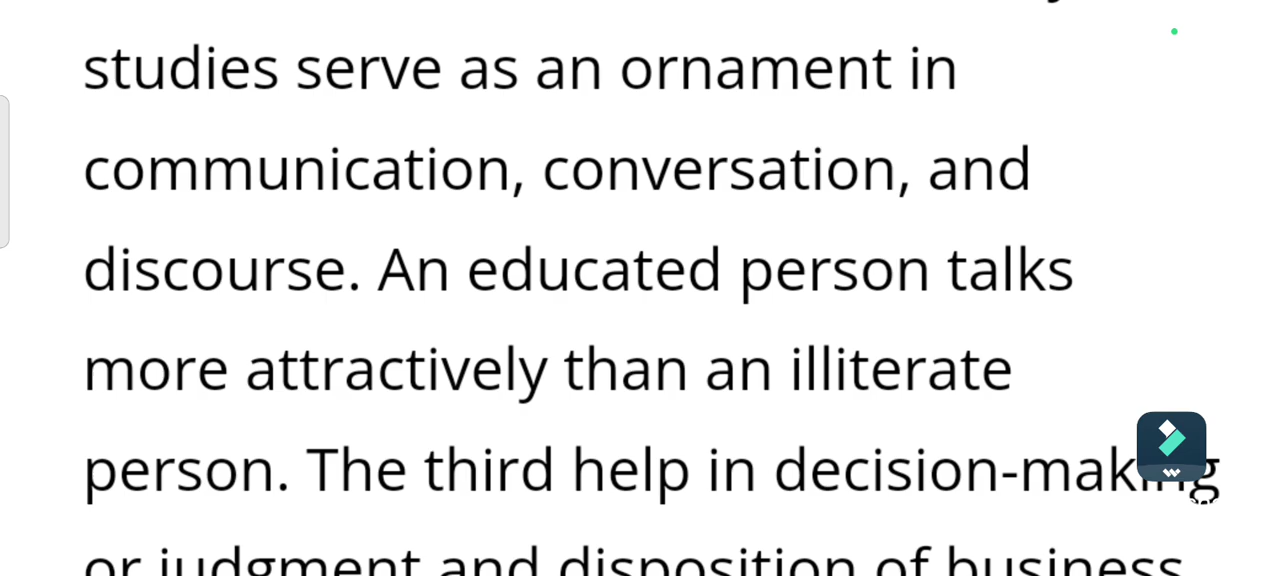 studies serve as an ornament in
communication, conversation, and
discourse. An educated person talks
more attractively than an illiterate
person. The third help in decision-making
or judgment and disposition of business